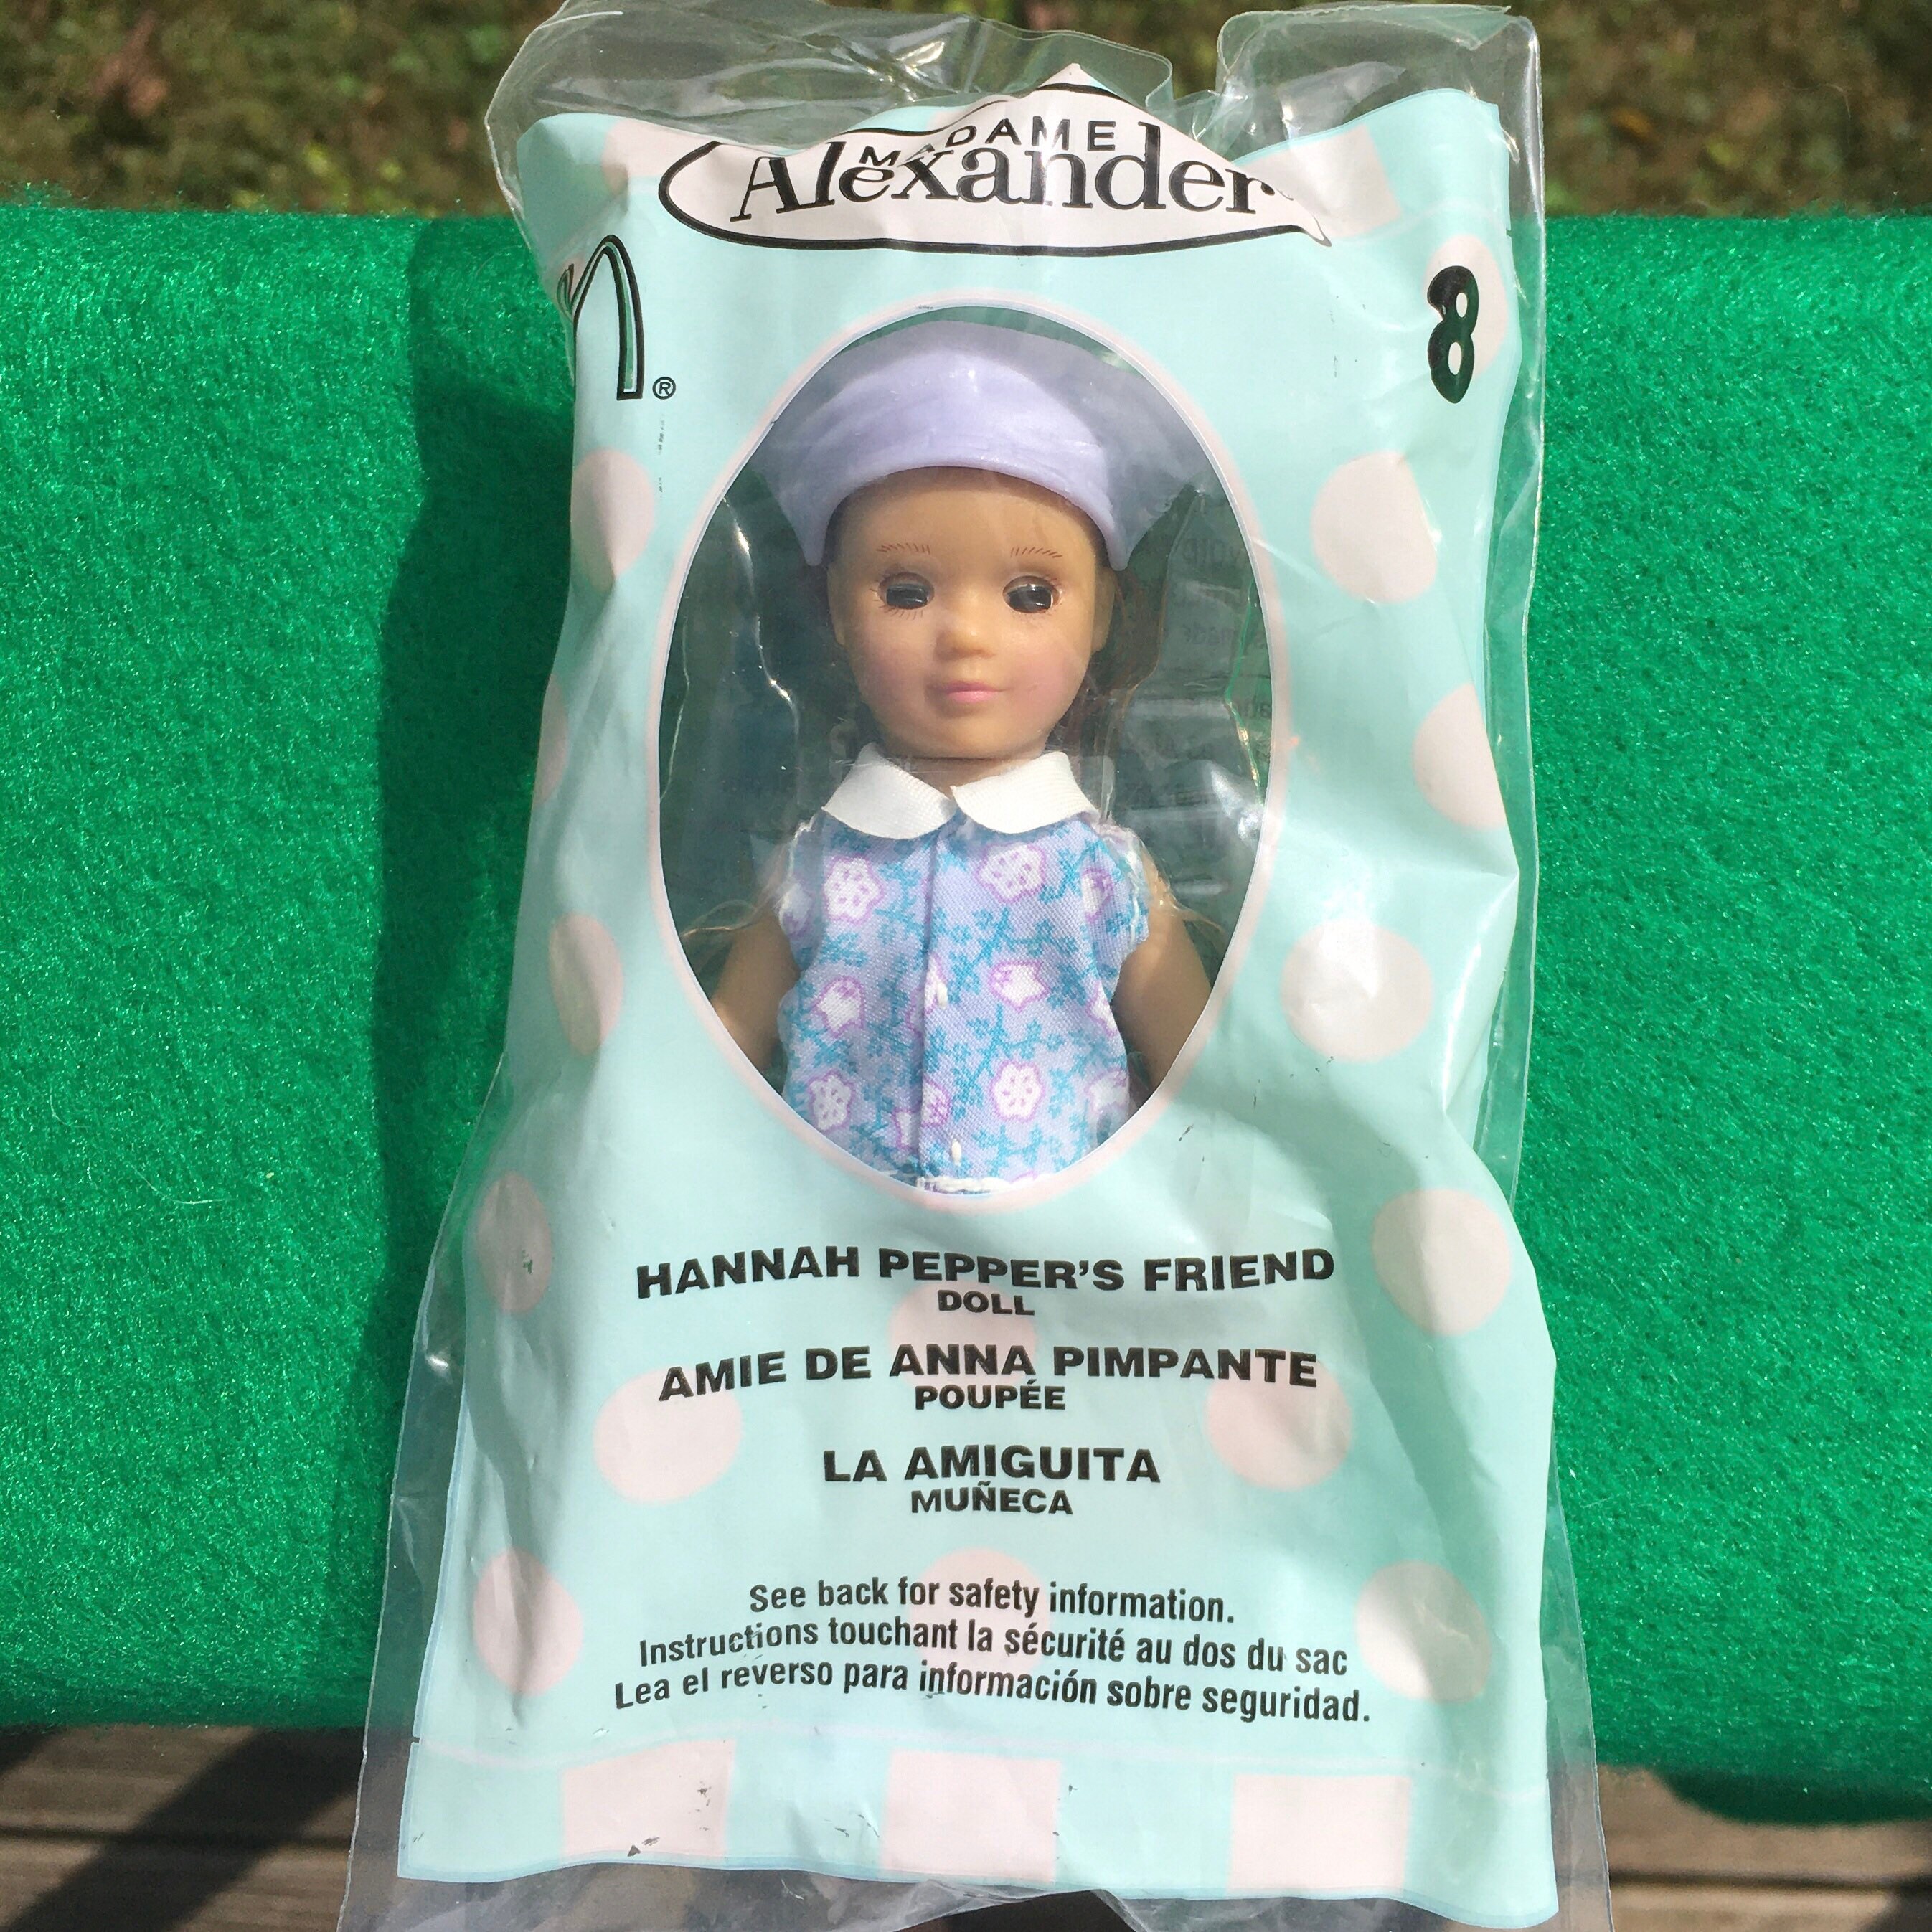 MADAME
Alexander
®
8
HANNAH PEPPER'S FRIEND
DOLL
AMIE DE ANNA PIMPANTE
POUPÉE
LA AMIGUITA
MUÑECA
See back for safety information.
Instructions touchant la sécurité au dos du sac
Lea el reverso para información sobre seguridad.